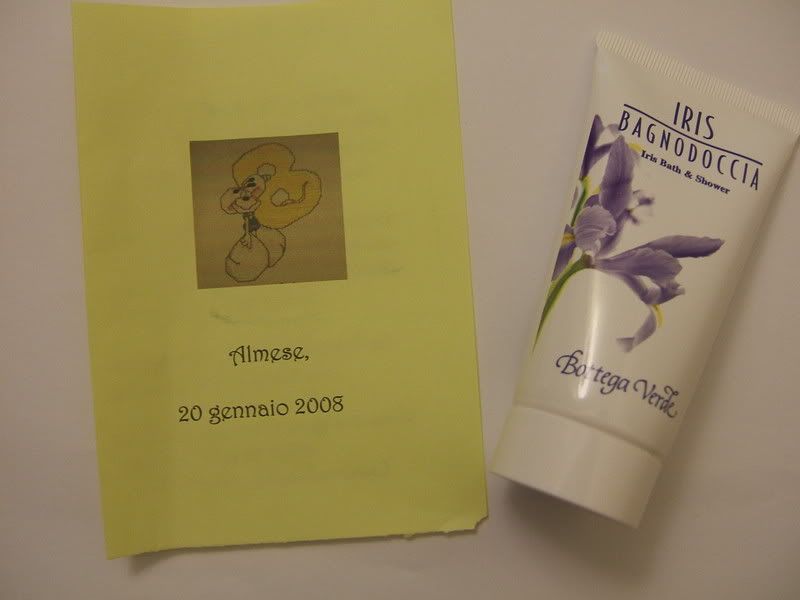 Almese,
20 gennaio 2008
IRIS
BAGNODOCCIA
Iris Bath & Shower
Bottega Verde